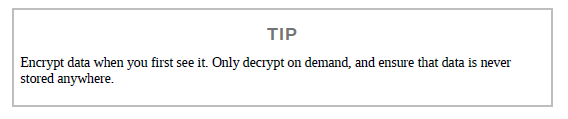 TIP
Encrypt data when you first see it. Only decrypt on demand, and ensure that data is never
stored anywhere.